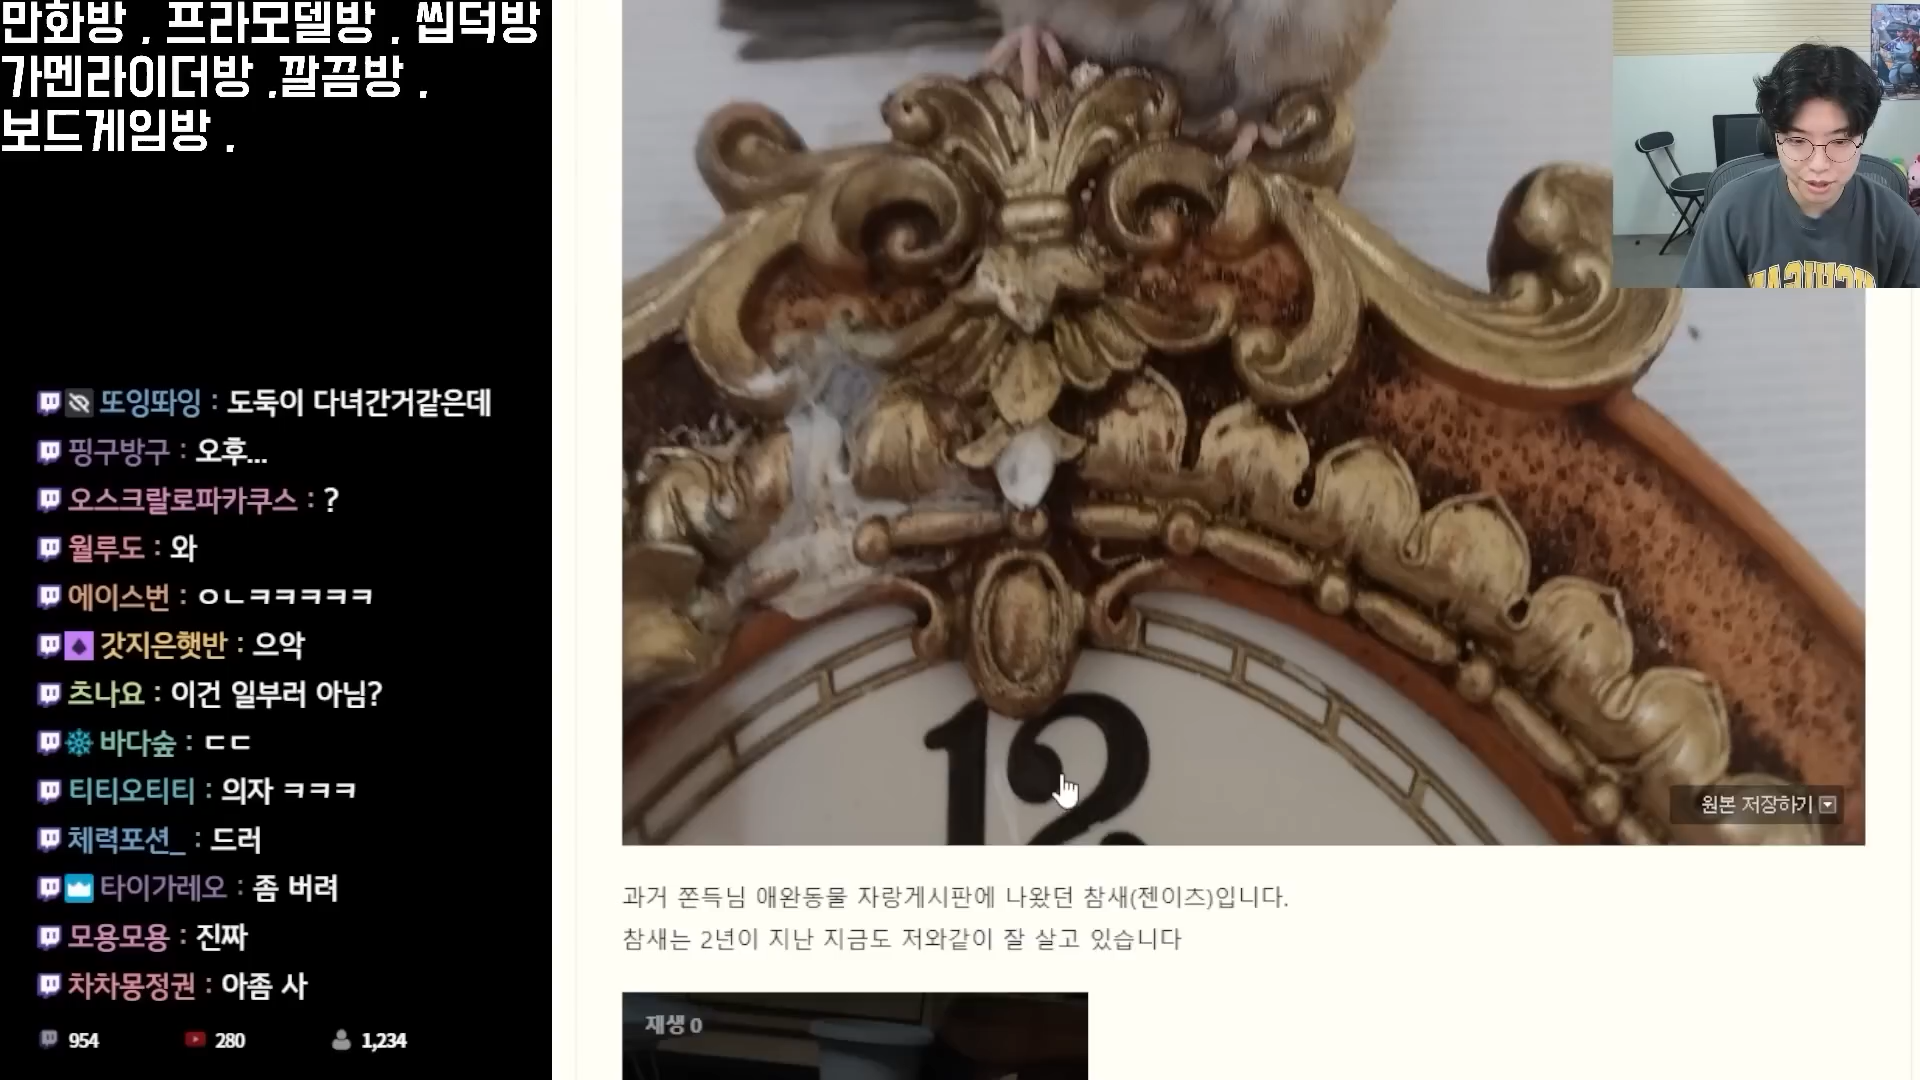 만화방 . 프라모델방 . 씹덕방
가멘라이더방 .깔끔방 .
보드게임방 .
또잉똬잉 : 도둑이 다녀간거같은데
핑구방구 : 오후...
오스크랄로파카쿠스 : ?
월루도 : 와
에이스번 : ㅇㄴㅋㅋㅋㅋㅋ
갓지은햇반 : 으악
츠나요 : 이건 일부러 아님?
바다숲 : ㄷㄷ
티티오티티 : 의자 ㅋㅋㅋ
체력포션_ : 드러
타이가레오 : 좀 버려
모용모용 : 진짜
차차몽정권 : 아좀 사
954 280 1,234
12
원본 저장하기
과거 쫀득님 애완동물 자랑게시판에 나왔던 참새(젠이츠)입니다.
참새는 2년이 지난 지금도 저와같이 잘 살고 있습니다
재생 0